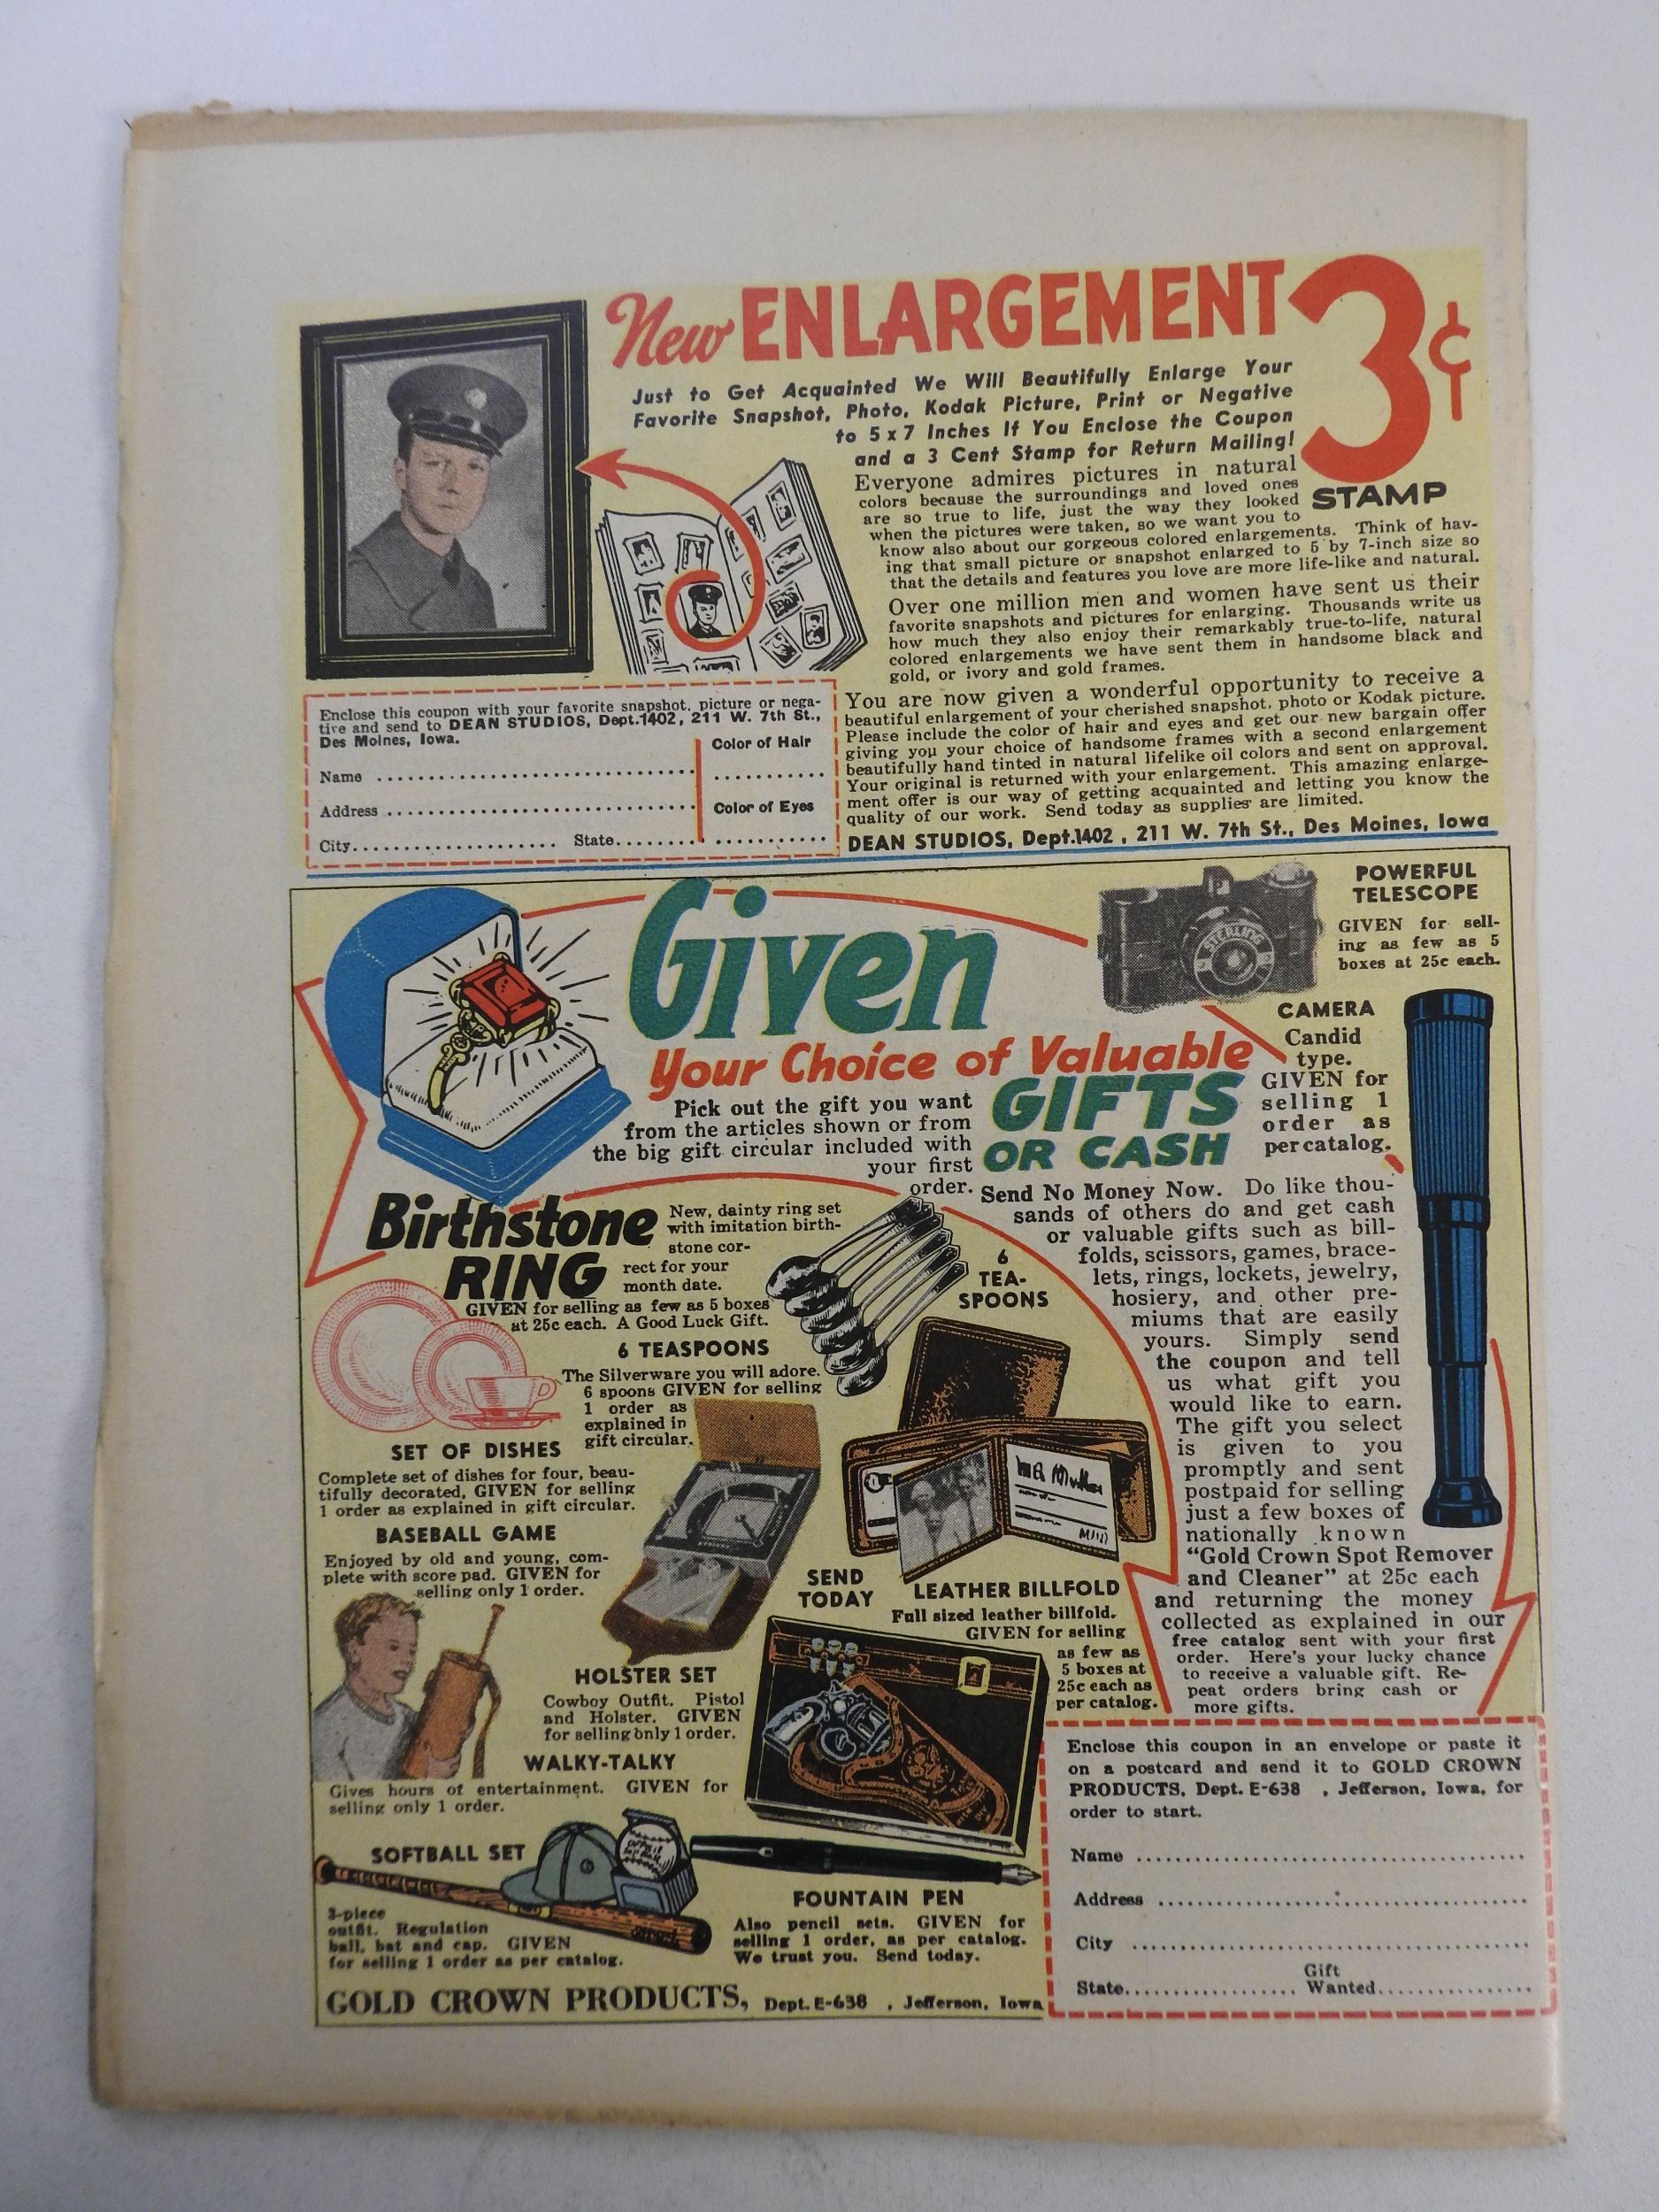 New ENLARGEMENT 3¢
STAMP
Just to Get Acquainted We Will Beautifully Enlarge Your
Favorite Snapshot, Photo, Kodak Picture, Print or Negative
to 5 x 7 Inches If You Enclose the Coupon
and a 3 Cent Stamp for Return Mailing!
Everyone admires pictures in natural
colors because the surroundings and loved ones
are so true to life, just the way they looked
when the pictures were taken, so we want you to
know also about our gorgeous colored enlargements. Think of hav-
ing that small picture or snapshot enlarged to 5 by 7-inch size so
that the details and features you love are more life-like and natural.
Over one million men and women have sent us their
favorite snapshots and pictures for enlarging. Thousands write us
how much they also enjoy their remarkably true-to-life, natural
colored enlargements we have sent them in handsome black and
gold, or ivory and gold frames.
You are now given a wonderful opportunity to receive a
beautiful enlargement of your cherished snapshot, photo or Kodak picture.
Please include the color of hair and eyes and get our new bargain offer
giving you your choice of handsome frames with a second enlargement
beautifully hand tinted in natural lifelike oil colors and sent on approval.
Your original is returned with your enlargement. This amazing enlarge-
ment offer is our way of getting acquainted and letting you know the
quality of our work. Send today as supplies are limited.
DEAN STUDIOS, Dept.1402 , 211 W. 7th St., Des Moines, Iowa
Enclose this coupon with your favorite snapshot, picture or nega-
tive and send to DEAN STUDIOS, Dept.1402, 211 W. 7th St.,
Des Moines, Iowa.
Color of Hair
Name
Address
Color of Eyes
City.................... State........
Given
Your Choice of Valuable
GIFTS
OR CASH
Pick out the gift you want
from the articles shown or from
the big gift circular included with
your first
order.
STERLING
POWERFUL
TELESCOPE
GIVEN for sell-
ing as few as 5
boxes at 25c each.
CAMERA
Candid
type.
GIVEN for
selling 1
order as
per catalog.
Send No Money Now. Do like thou-
sands of others do and get cash
or valuable gifts such as bill-
folds, scissors, games, brace-
lets, rings, lockets, jewelry,
hosiery, and other pre-
miums that are easily
yours. Simply send
the coupon and tell
us what gift you
would like to earn.
The gift you select
is given to you
promptly and sent
postpaid for selling
just a few boxes of
nationally known
"Gold Crown Spot Remover
and Cleaner" at 25c each
and returning the money
collected as explained in our
free catalog sent with your first
order. Here's your lucky chance
to receive a valuable gift. Re-
peat orders bring cash or
more gifts.
Birthstone
RING
New, dainty ring set
with imitation birth-
stone cor-
rect for your
month date.
GIVEN for selling as few as 5 boxes
at 25c each. A Good Luck Gift.
6
TEA-
SPOONS
6 TEASPOONS
The Silverware you will adore.
6 spoons GIVEN for selling
1 order as
explained in
gift circular.
SET OF DISHES
Complete set of dishes for four, beau-
tifully decorated, GIVEN for selling
1 order as explained in gift circular.
BASEBALL GAME
Enjoyed by old and young, com-
plete with score pad. GIVEN for
selling only 1 order.
SEND
TODAY
LEATHER BILLFOLD
Full sized leather billfold.
GIVEN for selling
as few as
5 boxes at
25c each as
per catalog.
HOLSTER SET
Cowboy Outfit. Pistol
and Holster. GIVEN
for selling only 1 order.
WALKY-TALKY
Gives hours of entertainment. GIVEN for
selling only 1 order.
SOFTBALL SET
3-piece
outfit. Regulation
ball, bat and cap. GIVEN
for selling 1 order as per catalog.
FOUNTAIN PEN
Also pencil sets. GIVEN for
selling 1 order, as per catalog.
We trust you. Send today.
GOLD CROWN PRODUCTS, Dept. E-638 , Jefferson, Iowa
Enclose this coupon in an envelope or paste it
on a postcard and send it to GOLD CROWN
PRODUCTS, Dept. E-638 , Jefferson, Iowa, for
order to start.
Name
Address
City
State.................. Gift Wanted................